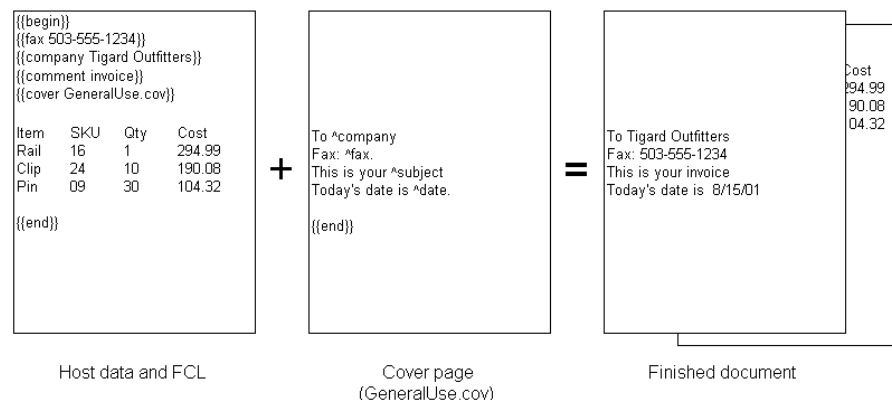 {{begin}}
{{fax 503-555-1234}}
{{company Tigard Outfitters}}
{{comment invoice}}
{{cover GeneralUse.cov}}
Item SKU Qty Cost
Rail 16 1 294.99
Clip 24 10 190.08
Pin 09 30 104.32
{{end}}
Host data and FCL
+
To ^company
Fax: ^fax.
This is your ^subject
Today's date is ^date.
{{end}}
Cover page
(GeneralUse.cov)
=
To Tigard Outfitters
Fax: 503-555-1234
This is your invoice
Today's date is 8/15/01
Cost
294.99
90.08
04.32
Finished document